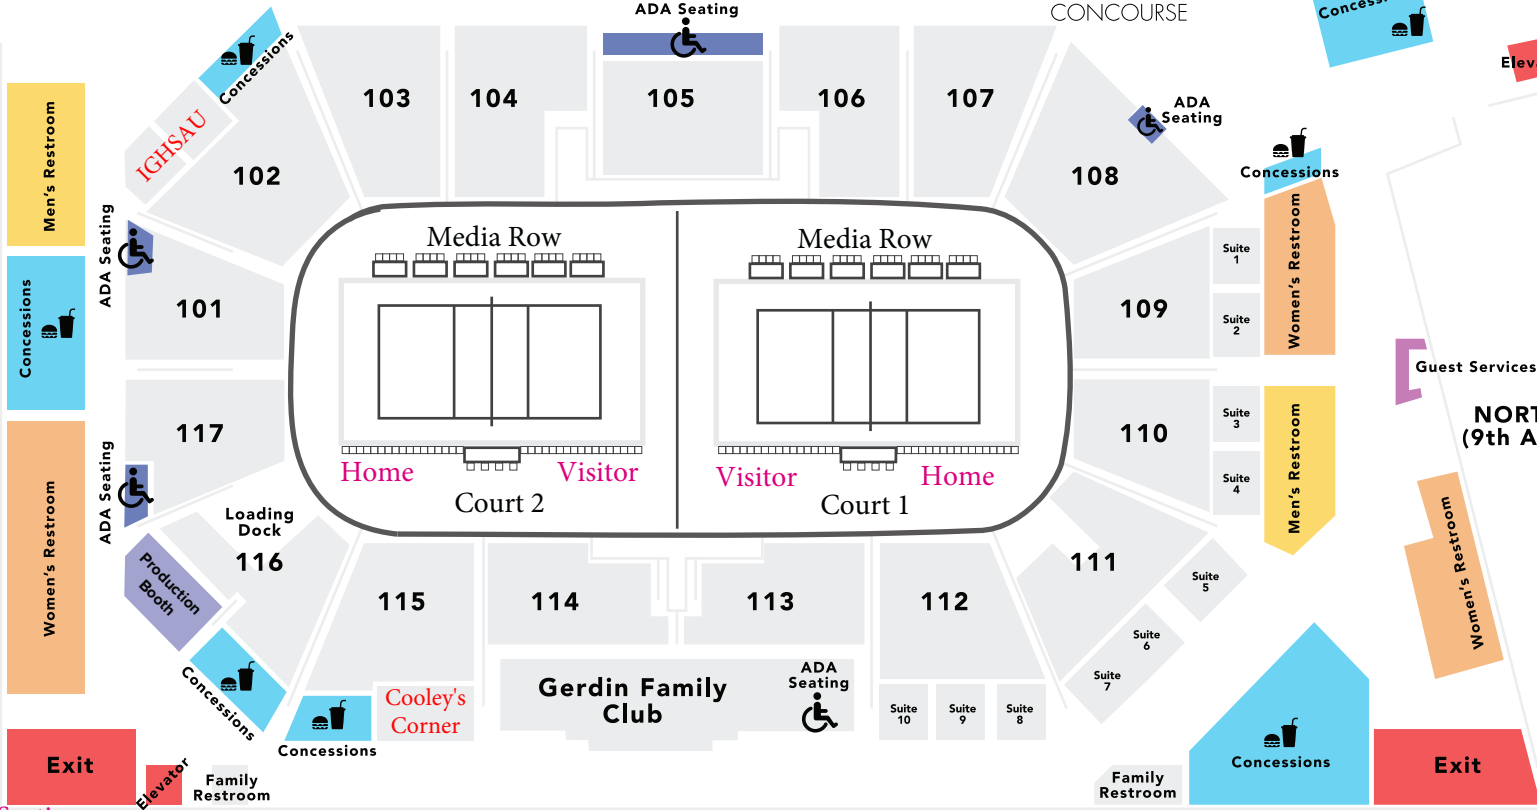 ADA Seating
CONCOURSE
Concessions
103
104
105
106
107
Men's Restroom
IGHSAU
102
ADA
Seating
108
Concessions
ADA Seating
Media Row
Media Row
Women's Restroom
Suite
1
Concessions
101
109
Suite
2
Guest Services
117
110
Suite
3
Suite
4
Men's Restroom
ADA Seating
Home
Visitor
Court 2
Visitor
Home
Court 1
Women's Restroom
Loading
Dock
116
Production
Booth
115
114
113
112
111
Suite
5
Suite
6
Suite
7
Women's Restroom
Concessions
Cooley's
Corner
Concessions
Gerdin Family
Club
ADA
Seating
Suite
10
Suite
9
Suite
8
Exit
Elevator
Family
Restroom
Family
Restroom
Concessions
Exit